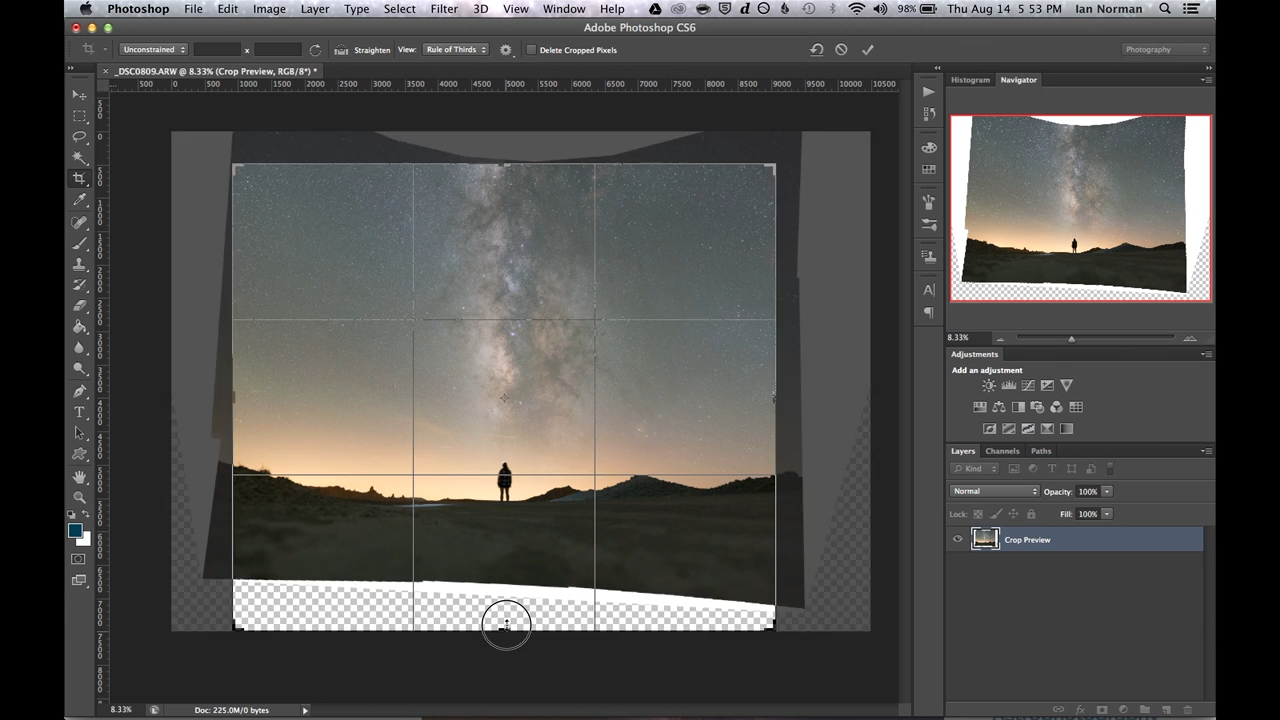 Photoshop File Edit Image Layer Type Select Filter 3D View Window Help 98% Thu Aug 14 5:53 PM Ian Norman
Adobe Photoshop CS6
Unconstrained x Straighten View: Rule of Thirds Delete Cropped Pixels Photography
_DSC0809.ARW @ 8.33% (Crop Preview, RGB/8*) *
Histogram Navigator
500 0 500 1000 1500 2000 2500 3000 3500 4000 4500 5000 5500 6000 6500 7000 7500 8000 8500 9000 9500 10000 10500
8.33%
Adjustments
Add an adjustment
Layers Channels Paths
Kind
Normal Opacity: 100%
Lock: Fill: 100%
Crop Preview
8.33% Doc: 225.0M/0 bytes